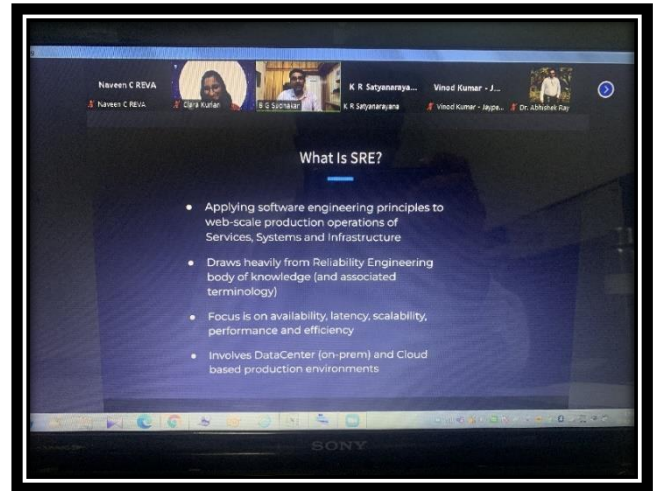 Naveen C REVA
K R Satyanaraya...
Vinod Kumar - J...
Naveen C REVA
Clara Kurian
B G Sudhakar
K R Satyanarayana
Vinod Kumar - Jaype...
Dr. Abhishek Ray
What Is SRE?
• Applying software engineering principles to
web-scale production operations of
Services, Systems and Infrastructure
• Draws heavily from Reliability Engineering
body of knowledge (and associated
terminology)
• Focus is on availability, latency, scalability,
performance and efficiency
• Involves DataCenter (on-prem) and Cloud
based production environments
SONY